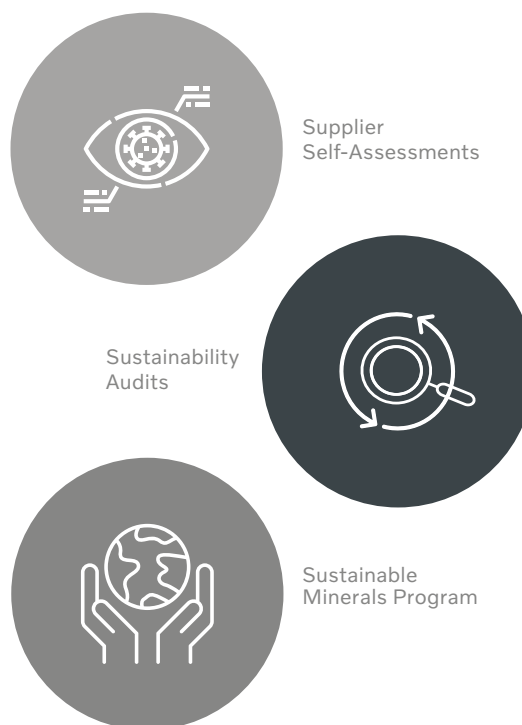 Supplier
Self-Assessments
Sustainability
Audits
Sustainable
Minerals Program